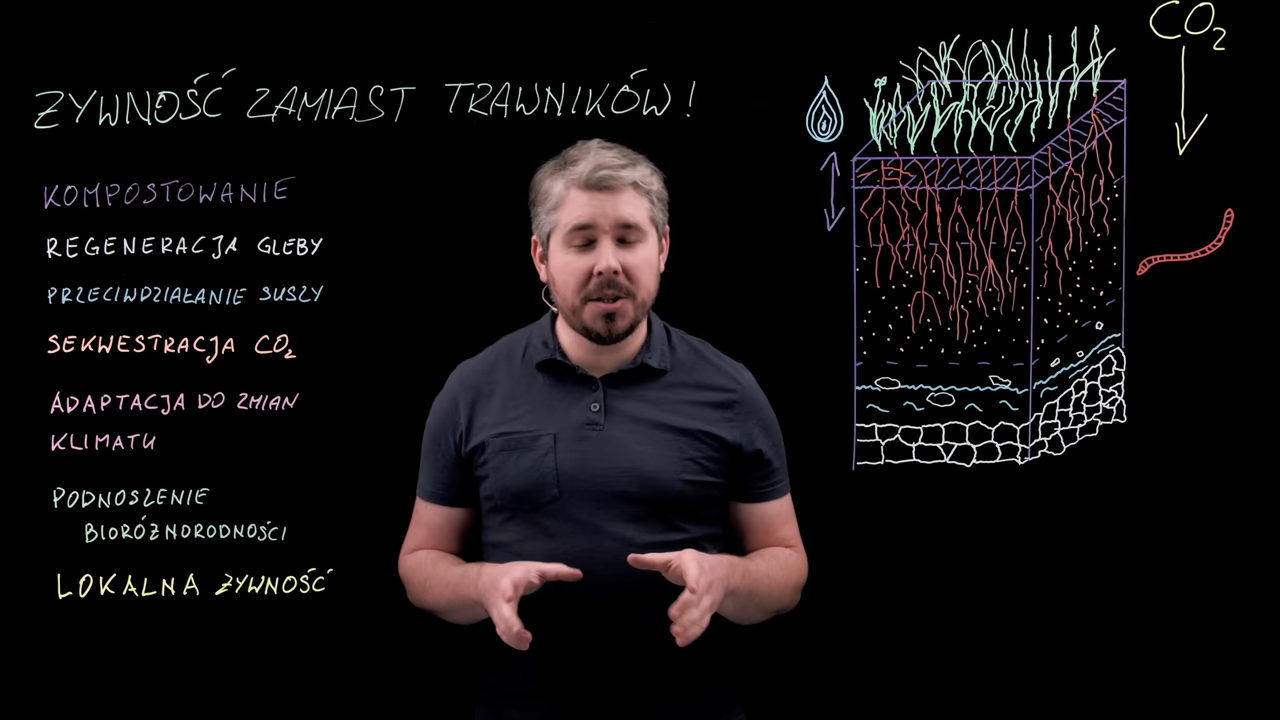 ŻYWNOŚĆ ZAMIAST TRAWNIKÓW!
KOMPOSTOWANIE
REGENERACJA GLEBY
PRZECIWDZIAŁANIE SUSZY
SEKWESTRACJA CO₂
ADAPTACJA DO ZMIAN
KLIMATU
PODNOSZENIE
BIORÓŻNORODNOŚCI
LOKALNA ŻYWNOŚĆ
CO₂